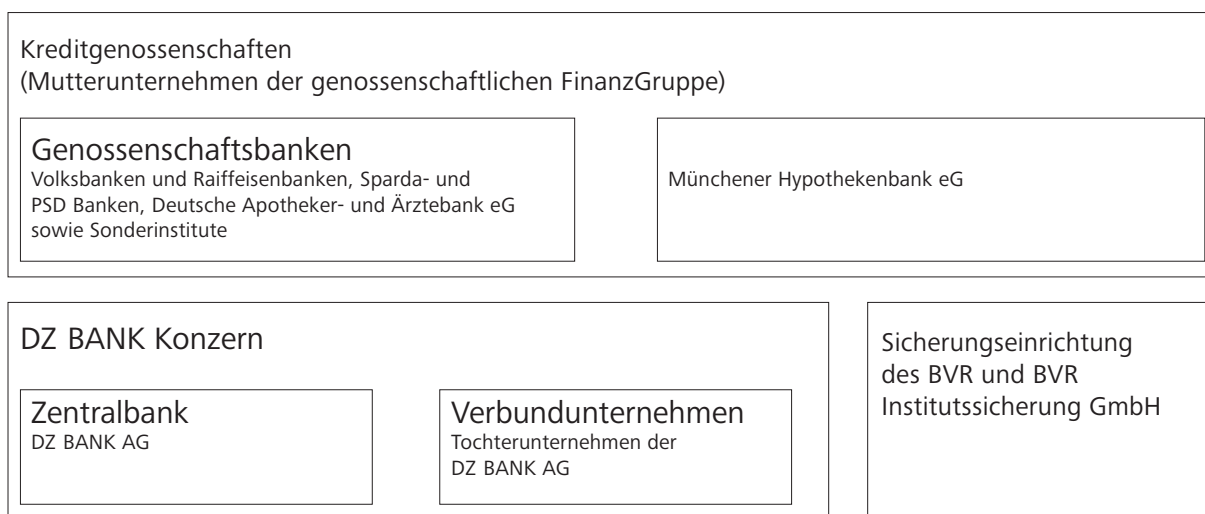 Kreditgenossenschaften
(Mutterunternehmen der genossenschaftlichen FinanzGruppe)
Genossenschaftsbanken
Volksbanken und Raiffeisenbanken, Sparda- und
PSD Banken, Deutsche Apotheker- und Ärztebank eG
sowie Sonderinstitute
Münchener Hypothekenbank eG
DZ BANK Konzern
Zentralbank
DZ BANK AG
Verbundunternehmen
Tochterunternehmen der
DZ BANK AG
Sicherungseinrichtung
des BVR und BVR
Institutssicherung GmbH